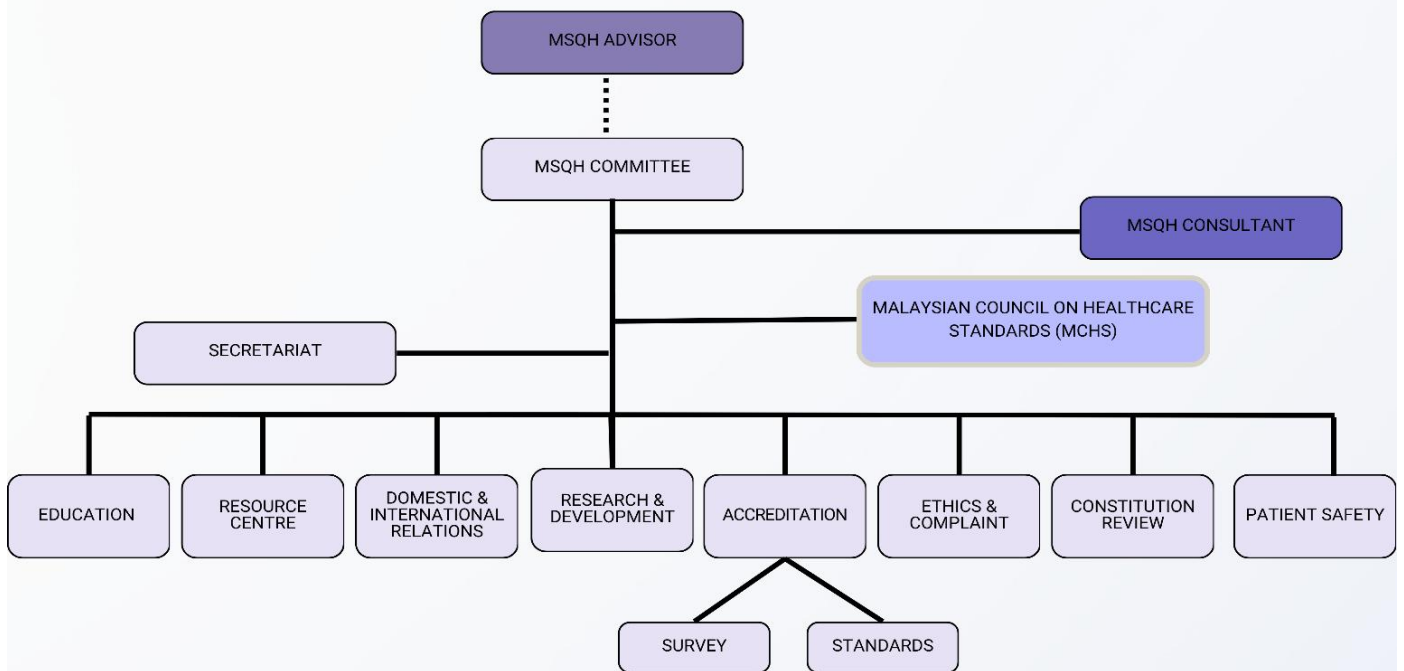 MSQH ADVISOR
MSQH COMMITTEE
MSQH CONSULTANT
MALAYSIAN COUNCIL ON HEALTHCARE
STANDARDS (MCHS)
SECRETARIAT
EDUCATION
RESOURCE
CENTRE
DOMESTIC &
INTERNATIONAL
RELATIONS
RESEARCH &
DEVELOPMENT
ACCREDITATION
ETHICS &
COMPLAINT
CONSTITUTION
REVIEW
PATIENT SAFETY
SURVEY
STANDARDS